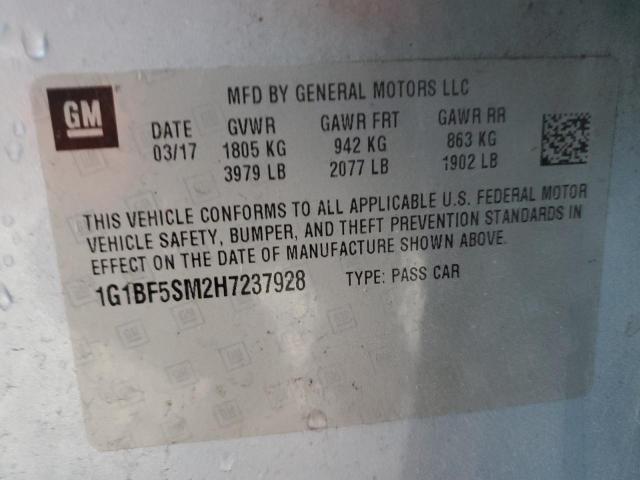 GM
MFD BY GENERAL MOTORS LLC
DATE GVWR GAWR FRT GAWR RR
03/17 1805 KG 942 KG 863 KG
3979 LB 2077 LB 1902 LB
THIS VEHICLE CONFORMS TO ALL APPLICABLE U.S. FEDERAL MOTOR
VEHICLE SAFETY, BUMPER, AND THEFT PREVENTION STANDARDS IN
EFFECT ON THE DATE OF MANUFACTURE SHOWN ABOVE.
1G1BF5SM2H7237928 TYPE: PASS CAR